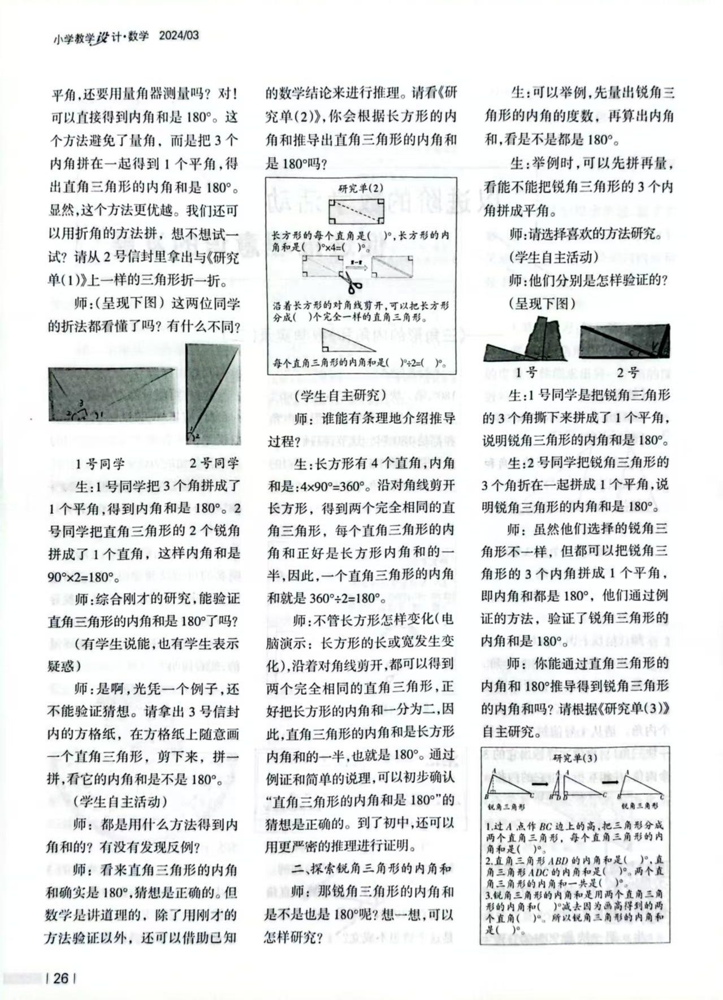 小学教学设计·数学 2024/03
平角,还要用量角器测量吗？对！
可以直接得到内角和是 180°。这
个方法避免了量角，而是把 3 个
内角拼在一起得到 1 个平角,得
出直角三角形的内角和是 180°。
显然,这个方法更优越。我们还可
以用折角的方法拼，想不想试一
试？请从 2 号信封里拿出与《研究
单(1)》上一样的三角形折一折。
师:(呈现下图）这两位同学
的折法都看懂了吗？有什么不同?
3
2
1
1
2
1 号同学
2 号同学
生:1 号同学把 3 个角拼成了
1 个平角,得到内角和是 180°。2
号同学把直角三角形的 2 个锐角
拼成了 1 个直角，这样内角和是
90°×2=180°。
师:综合刚才的研究,能验证
直角三角形的内角和是 180°了吗？
(有学生说能,也有学生表示
疑惑)
师:是啊,光凭一个例子,还
不能验证猜想。请拿出 3 号信封
内的方格纸，在方格纸上随意画
一个直角三角形，剪下来，拼一
拼,看它的内角和是不是 180°。
(学生自主活动)
师：都是用什么方法得到内
角和的？有没有发现反例？
师：看来直角三角形的内角
和确实是 180°,猜想是正确的。但
数学是讲道理的，除了用刚才的
方法验证以外，还可以借助已知
的数学结论来进行推理。请看《研
究单(2)》,你会根据长方形的内
角和推导出直角三角形的内角和
是 180°吗？
研究单(2)
长方形的每个直角是(　)°,长方形的内
角和是(　)°×4=(　)°。
沿着长方形的对角线剪开,可以把长方形
分成(　)个完全一样的直角三角形。
每个直角三角形的内角和是(　)°÷2=(　)°。
(学生自主研究)
师：谁能有条理地介绍推导
过程？
生:长方形有 4 个直角,内角
和是:4×90°=360°。沿对角线剪开
长方形，得到两个完全相同的直
角三角形，每个直角三角形的内
角和正好是长方形内角和的一
半,因此,一个直角三角形的内角
和就是 360°÷2=180°。
师:不管长方形怎样变化(电
脑演示：长方形的长或宽发生变
化),沿着对角线剪开,都可以得到
两个完全相同的直角三角形,正
好把长方形的内角和一分为二,因
此,直角三角形的内角和是长方形
内角和的一半,也就是 180°。通过
例证和简单的说理,可以初步确认
“直角三角形的内角和是 180°”的
猜想是正确的。到了初中,还可以
用更严密的推理进行证明。
二、探索锐角三角形的内角和
师:那锐角三角形的内角和
是不是也是 180°呢？想一想,可以
怎样研究？
生:可以举例,先量出锐角三
角形的内角的度数，再算出内角
和,看是不是都是 180°。
生:举例时,可以先拼再量,
看能不能把锐角三角形的 3 个内
角拼成平角。
师:请选择喜欢的方法研究。
(学生自主活动)
师:他们分别是怎样验证的？
(呈现下图)
1 号
2 号
生:1 号同学是把锐角三角形
的 3 个角撕下来拼成了 1 个平角,
说明锐角三角形的内角和是 180°。
生:2 号同学把锐角三角形的
3 个角折在一起拼成 1 个平角,说
明锐角三角形的内角和是 180°。
师：虽然他们选择的锐角三
角形不一样，但都可以把锐角三
角形的 3 个内角拼成 1 个平角,
即内角和都是 180°，他们通过例
证的方法，验证了锐角三角形的
内角和是 180°。
师：你能通过直角三角形的
内角和 180°推导得到锐角三角形
的内角和吗？请根据《研究单(3)》
自主研究。
研究单(3)
A A A A
B C B D D C B C
锐角三角形 锐角三角形
1.过 A 点作 BC 边上的高,把三角形分成
两个直角三角形，每个直角三角形的内
角和是(　)°。
2.直角三角形 ABD 的内角和是(　)°,直
角三角形 ADC 的内角和是(　)°。两个直
角三角形的内角和一共是(　)°。
3.锐角三角形的内角和是用两个直角三角
形的内角和(　)°减去因为画高得到的两
个直角(　)°。所以锐角三角形的内角和
是(　)°。
| 26 |